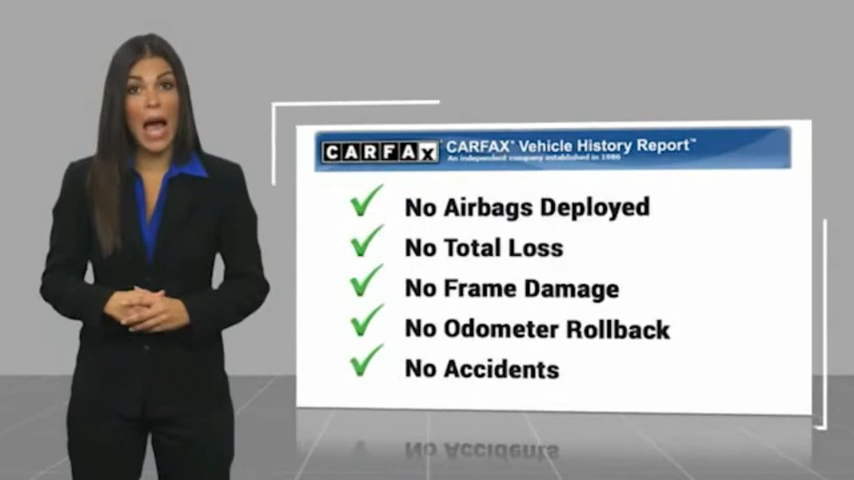 CARFAX CARFAX® Vehicle History Report™
An independent company established in 1986
No Airbags Deployed
No Total Loss
No Frame Damage
No Odometer Rollback
No Accidents